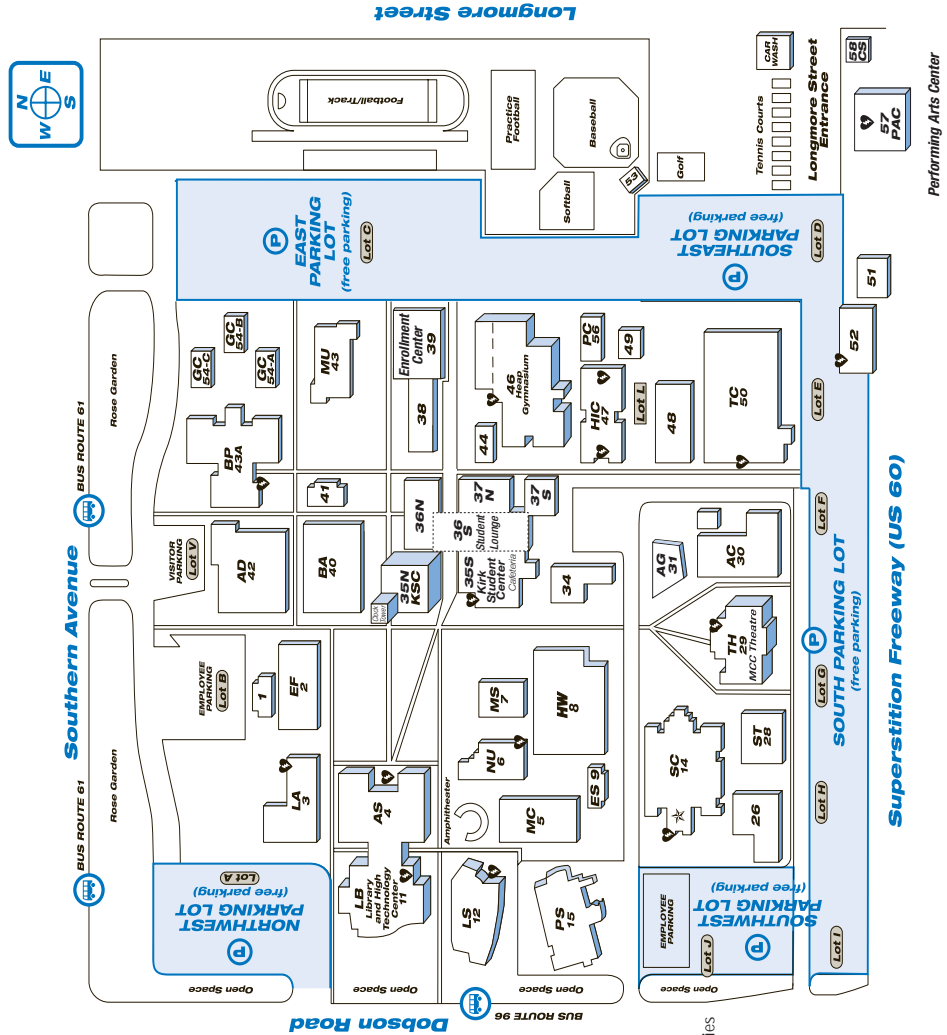 Longmore Street
N
E
S
W
Football/Track
Practice
Football
Baseball
Softball
53
Golf
CAR
WASH
Tennis Courts
Longmore Street
Entrance
58
CS
57
PAC
Performing Arts Center
P
EAST
PARKING
LOT
(free parking)
Lot C
SOUTHEAST
PARKING LOT
(free parking)
P
Lot D
51
52
Rose Garden
BUS ROUTE 61
GC
54-C
GC
54-B
GC
54-A
MU
43
Enrollment
Center
39
38
46
Heap
Gymnasium
44
PC
56
49
HIC
47
Lot L
48
TC
50
Lot E
BP
43A
41
36N
37
N
37
S
36
S
Student
Lounge
Lot F
VISITOR
PARKING
Lot V
AD
42
BA
40
35N
KSC
Clock
Tower
35S
Kirk
Student
Center
Cafeteria
34
AG
31
AC
30
TH
29
MCC Theatre
Southern Avenue
EMPLOYEE
PARKING
Lot B
1
EF
2
MS
7
HW
8
NU
6
ES 9
MC
5
Amphitheater
LA
3
AS
4
SC
14
ST
28
26
P
SOUTH PARKING LOT
(free parking)
Lot G
Lot H
Superstition Freeway (US 60)
BUS ROUTE 61
Rose Garden
Lot A
NORTHWEST
PARKING LOT
(free parking)
P
LB
Library
and High
Technology
Center
11
LS
12
PS
15
EMPLOYEE
PARKING
Lot J
SOUTHWEST
PARKING LOT
(free parking)
P
Lot I
Open Space
Open Space
Open Space
Open Space
BUS ROUTE 96
Dobson Road
ies